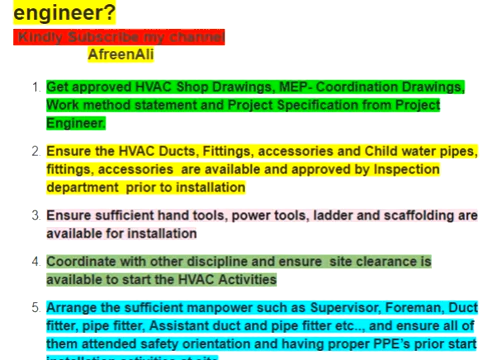 engineer?
Kindly Subscribe my channel
AfreenAli
1. Get approved HVAC Shop Drawings, MEP- Coordination Drawings,
Work method statement and Project Specification from Project
Engineer.
2. Ensure the HVAC Ducts, Fittings, accessories and Child water pipes,
fittings, accessories are available and approved by Inspection
department prior to installation
3. Ensure sufficient hand tools, power tools, ladder and scaffolding are
available for installation
4. Coordinate with other discipline and ensure site clearance is
available to start the HVAC Activities
5. Arrange the sufficient manpower such as Supervisor, Foreman, Duct
fitter, pipe fitter, Assistant duct and pipe fitter etc.., and ensure all of
them attended safety orientation and having proper PPE's prior start
installation activities at site